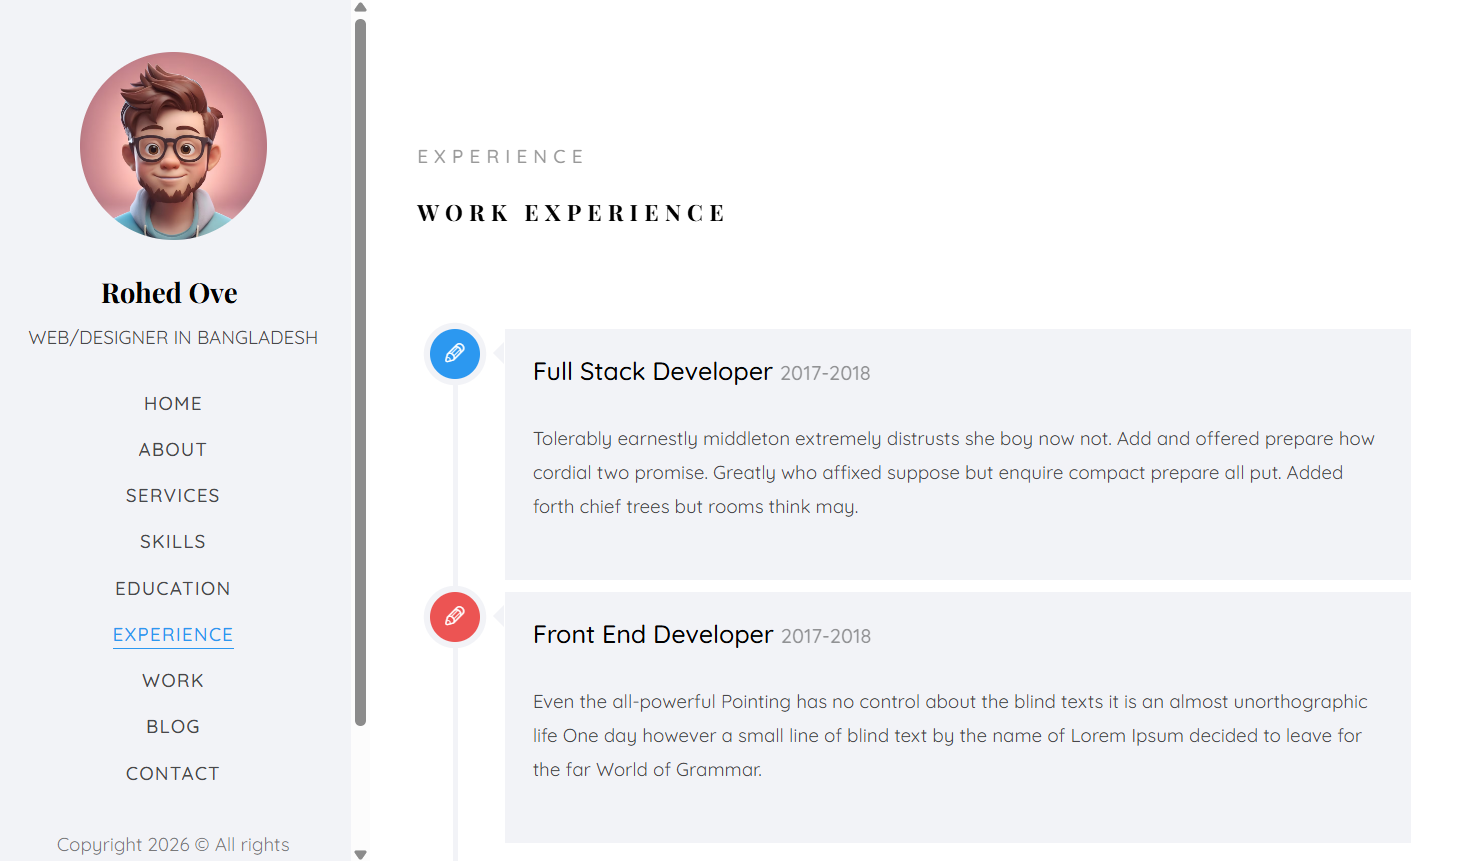 Rohed Ove
WEB/DESIGNER IN BANGLADESH
HOME
ABOUT
SERVICES
SKILLS
EDUCATION
EXPERIENCE
WORK
BLOG
CONTACT
Copyright 2026 © All rights
EXPERIENCE
WORK EXPERIENCE
Full Stack Developer 2017-2018
Tolerably earnestly middleton extremely distrusts she boy now not. Add and offered prepare how
cordial two promise. Greatly who affixed suppose but enquire compact prepare all put. Added
forth chief trees but rooms think may.
Front End Developer 2017-2018
Even the all-powerful Pointing has no control about the blind texts it is an almost unorthographic
life One day however a small line of blind text by the name of Lorem Ipsum decided to leave for
the far World of Grammar.